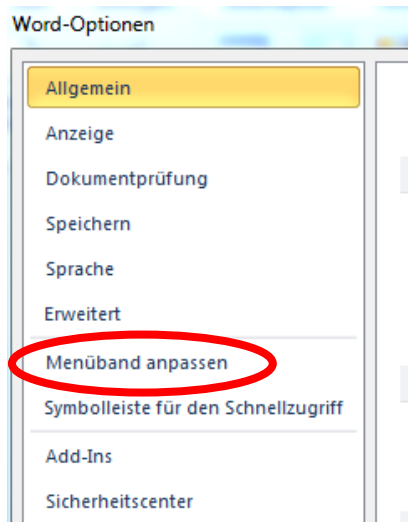 Word-Optionen
Allgemein
Anzeige
Dokumentprüfung
Speichern
Sprache
Erweitert
Menüband anpassen
Symbolleiste für den Schnellzugriff
Add-Ins
Sicherheitscenter